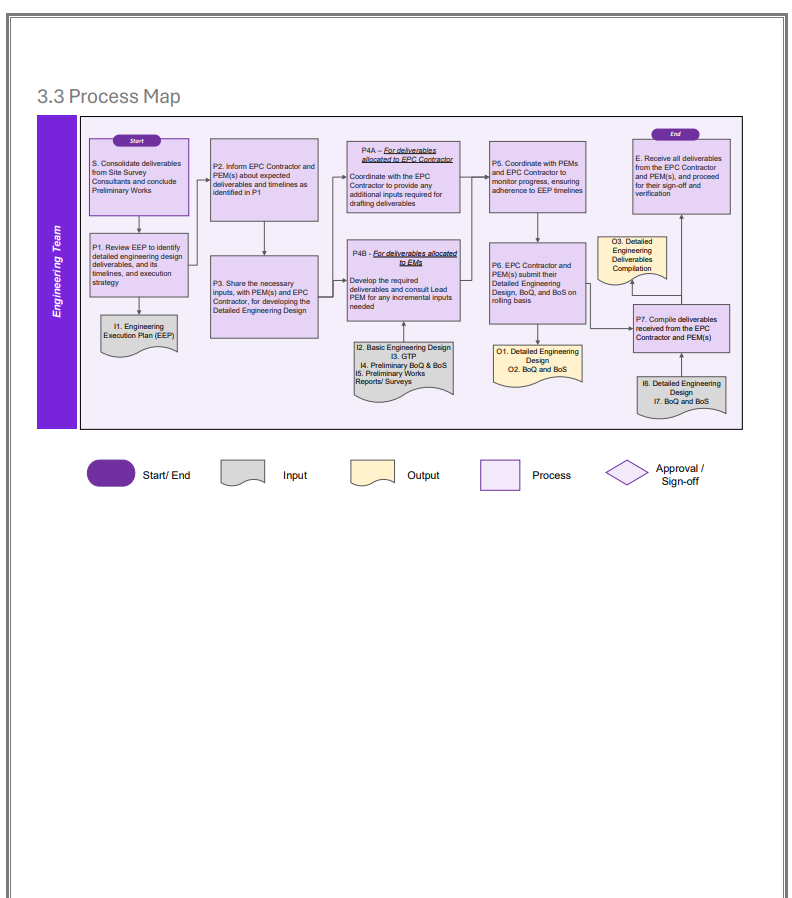 3.3 Process Map
Engineering Team
Start
S. Consolidate deliverables
from Site Survey
Consultants and conclude
Preliminary Works
P1. Review EEP to identify
detailed engineering design
deliverables, and its
timelines, and execution
strategy
I1. Engineering
Execution Plan (EEP)
P2. Inform EPC Contractor and
PEM(s) about expected
deliverables and timelines as
identified in P1
P3. Share the necessary
inputs, with PEM(s) and EPC
Contractor, for developing the
Detailed Engineering Design
P4A – For deliverables
allocated to EPC Contractor
Coordinate with the EPC
Contractor to provide any
additional inputs required for
drafting deliverables
P4B - For deliverables allocated
to EMs
Develop the required
deliverables and consult Lead
PEM for any incremental inputs
needed
I2. Basic Engineering Design
I3. GTP
I4. Preliminary BoQ & BoS
I5. Preliminary Works
Reports/ Surveys
P5. Coordinate with PEMs
and EPC Contractor to
monitor progress, ensuring
adherence to EEP timelines
P6. EPC Contractor and
PEM(s) submit their
Detailed Engineering
Design, BoQ, and BoS on
rolling basis
O1. Detailed Engineering
Design
O2. BoQ and BoS
End
E. Receive all deliverables
from the EPC Contractor
and PEM(s), and proceed
for their sign-off and
verification
O3. Detailed
Engineering
Deliverables
Compilation
P7. Compile deliverables
received from the EPC
Contractor and PEM(s)
I6. Detailed Engineering
Design
I7. BoQ and BoS
Start/ End
Input
Output
Process
Approval /
Sign-off